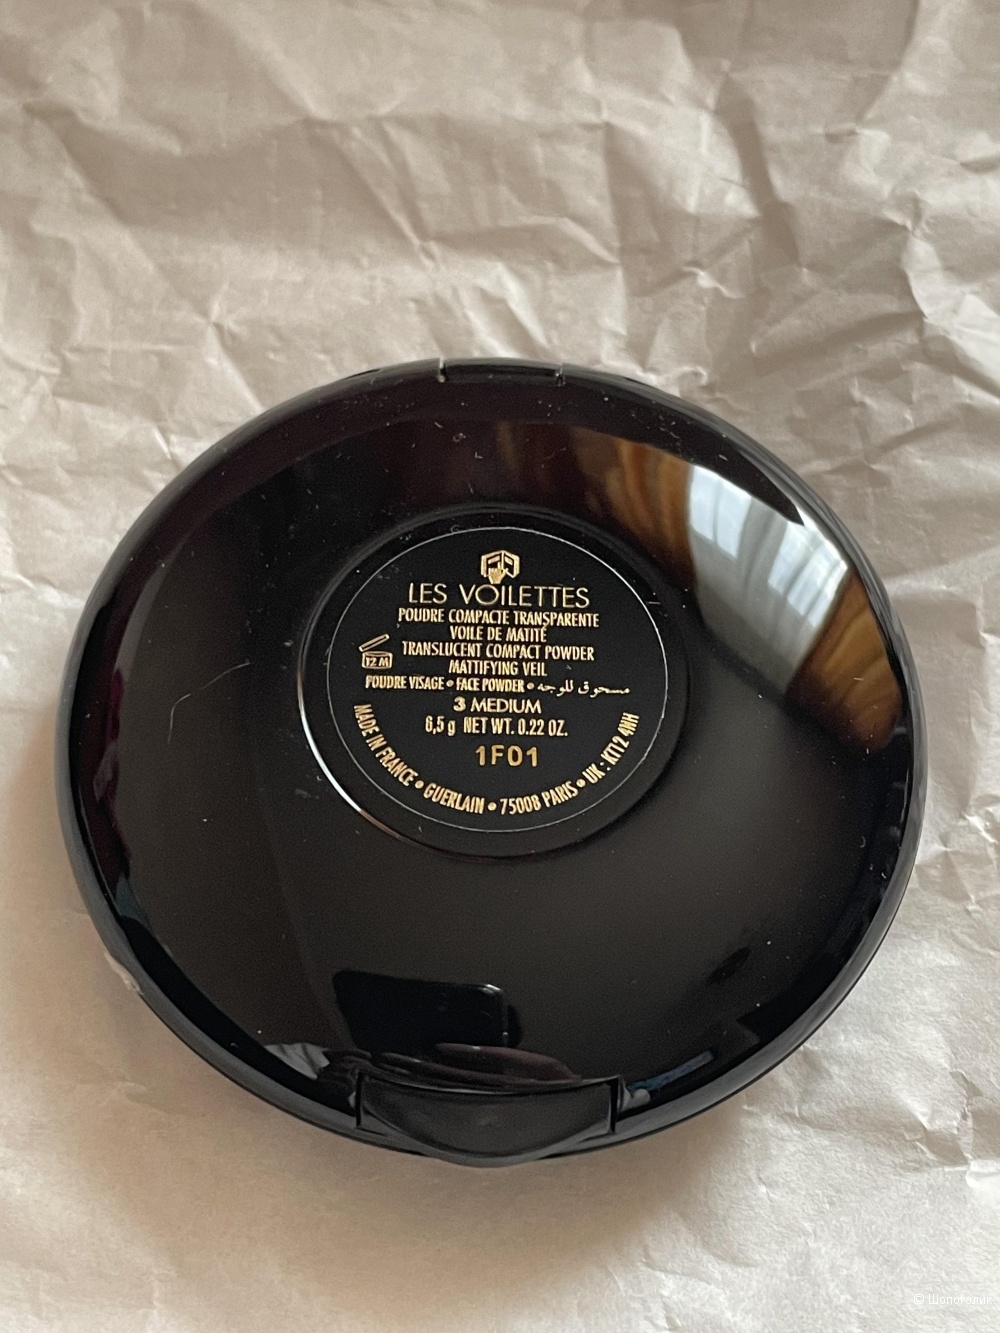 LES VOILETTES
POUDRE COMPACTE TRANSPARENTE
VOILE DE MATITÉ
TRANSLUCENT COMPACT POWDER
12 M
MATTIFYING VEIL
POUDRE VISAGE • FACE POWDER • مسحوق للوجه
3 MEDIUM
6,5 g NET WT. 0.22 OZ.
1F01
MADE IN FRANCE • GUERLAIN • 75008 PARIS • UK: KT12 4HH
© Шопоголик